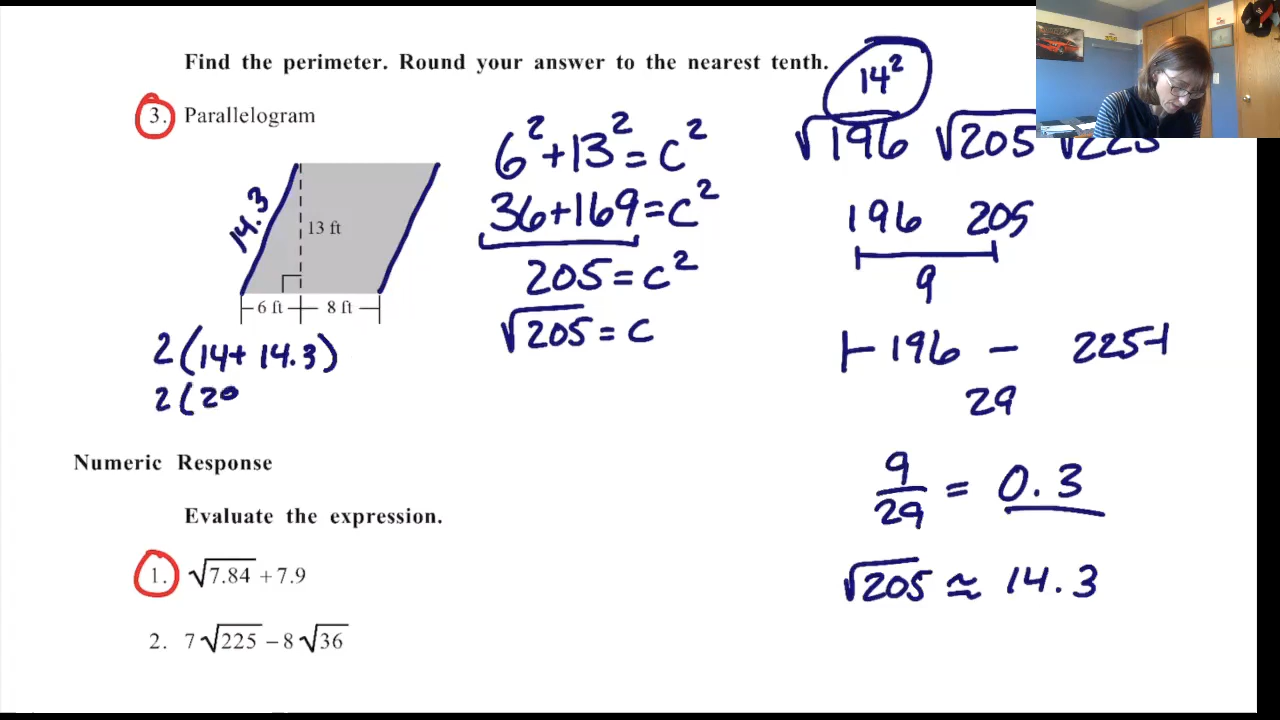 Find the perimeter. Round your answer to the nearest tenth.
3. Parallelogram
14.3
13 ft
6 ft
8 ft
2(14+ 14.3)
2(28
6²+13²=c²
36+169=c²
205=c²
√205=c
14²
√196 √205 √225
196 205
9
196 – 225
29
9/29 = 0.3
√205 ≈ 14.3
Numeric Response
Evaluate the expression.
1. √7.84 + 7.9
2. 7√225 – 8√36